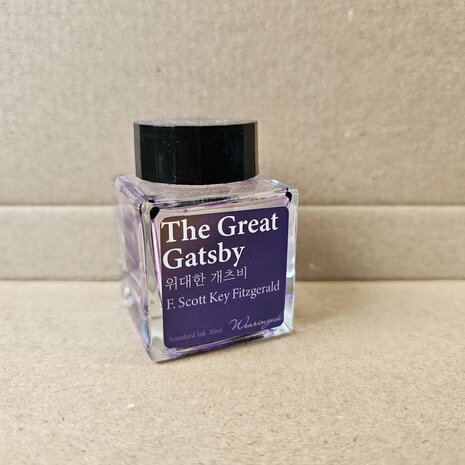 The Great
Gatsby
위대한 개츠비
F. Scott Key Fitzgerald
Standard Ink 30ml Wearingeul